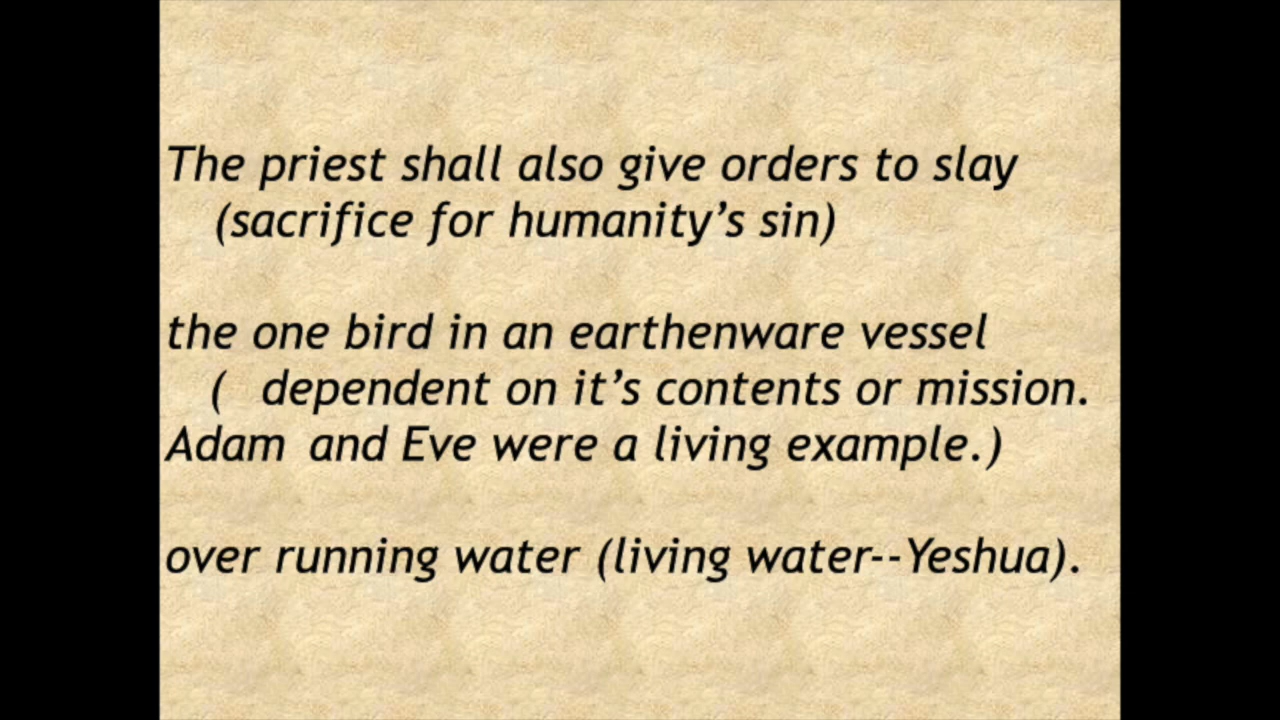 The priest shall also give orders to slay
(sacrifice for humanity’s sin)
the one bird in an earthenware vessel
( dependent on it’s contents or mission.
Adam and Eve were a living example.)
over running water (living water--Yeshua).